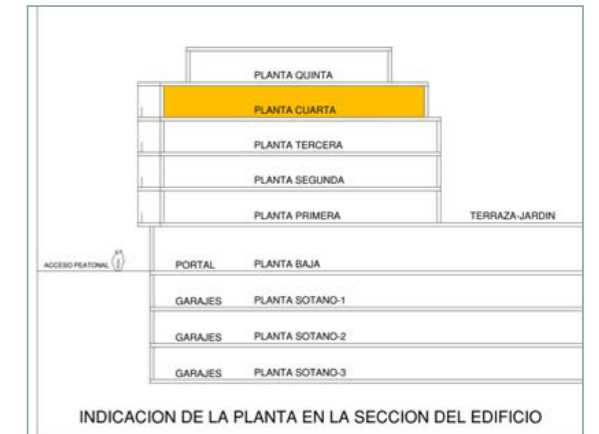 PLANTA QUINTA
PLANTA CUARTA
PLANTA TERCERA
PLANTA SEGUNDA
PLANTA PRIMERA TERRAZA-JARDIN
ACCESO PEATONAL PORTAL PLANTA BAJA
GARAJES PLANTA SOTANO-1
GARAJES PLANTA SOTANO-2
GARAJES PLANTA SOTANO-3
INDICACION DE LA PLANTA EN LA SECCION DEL EDIFICIO